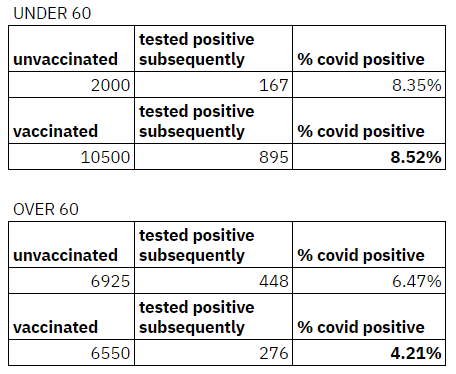 UNDER 60
unvaccinated tested positive subsequently % covid positive
2000 167 8.35%
vaccinated tested positive subsequently % covid positive
10500 895 8.52%
OVER 60
unvaccinated tested positive subsequently % covid positive
6925 448 6.47%
vaccinated tested positive subsequently % covid positive
6550 276 4.21%